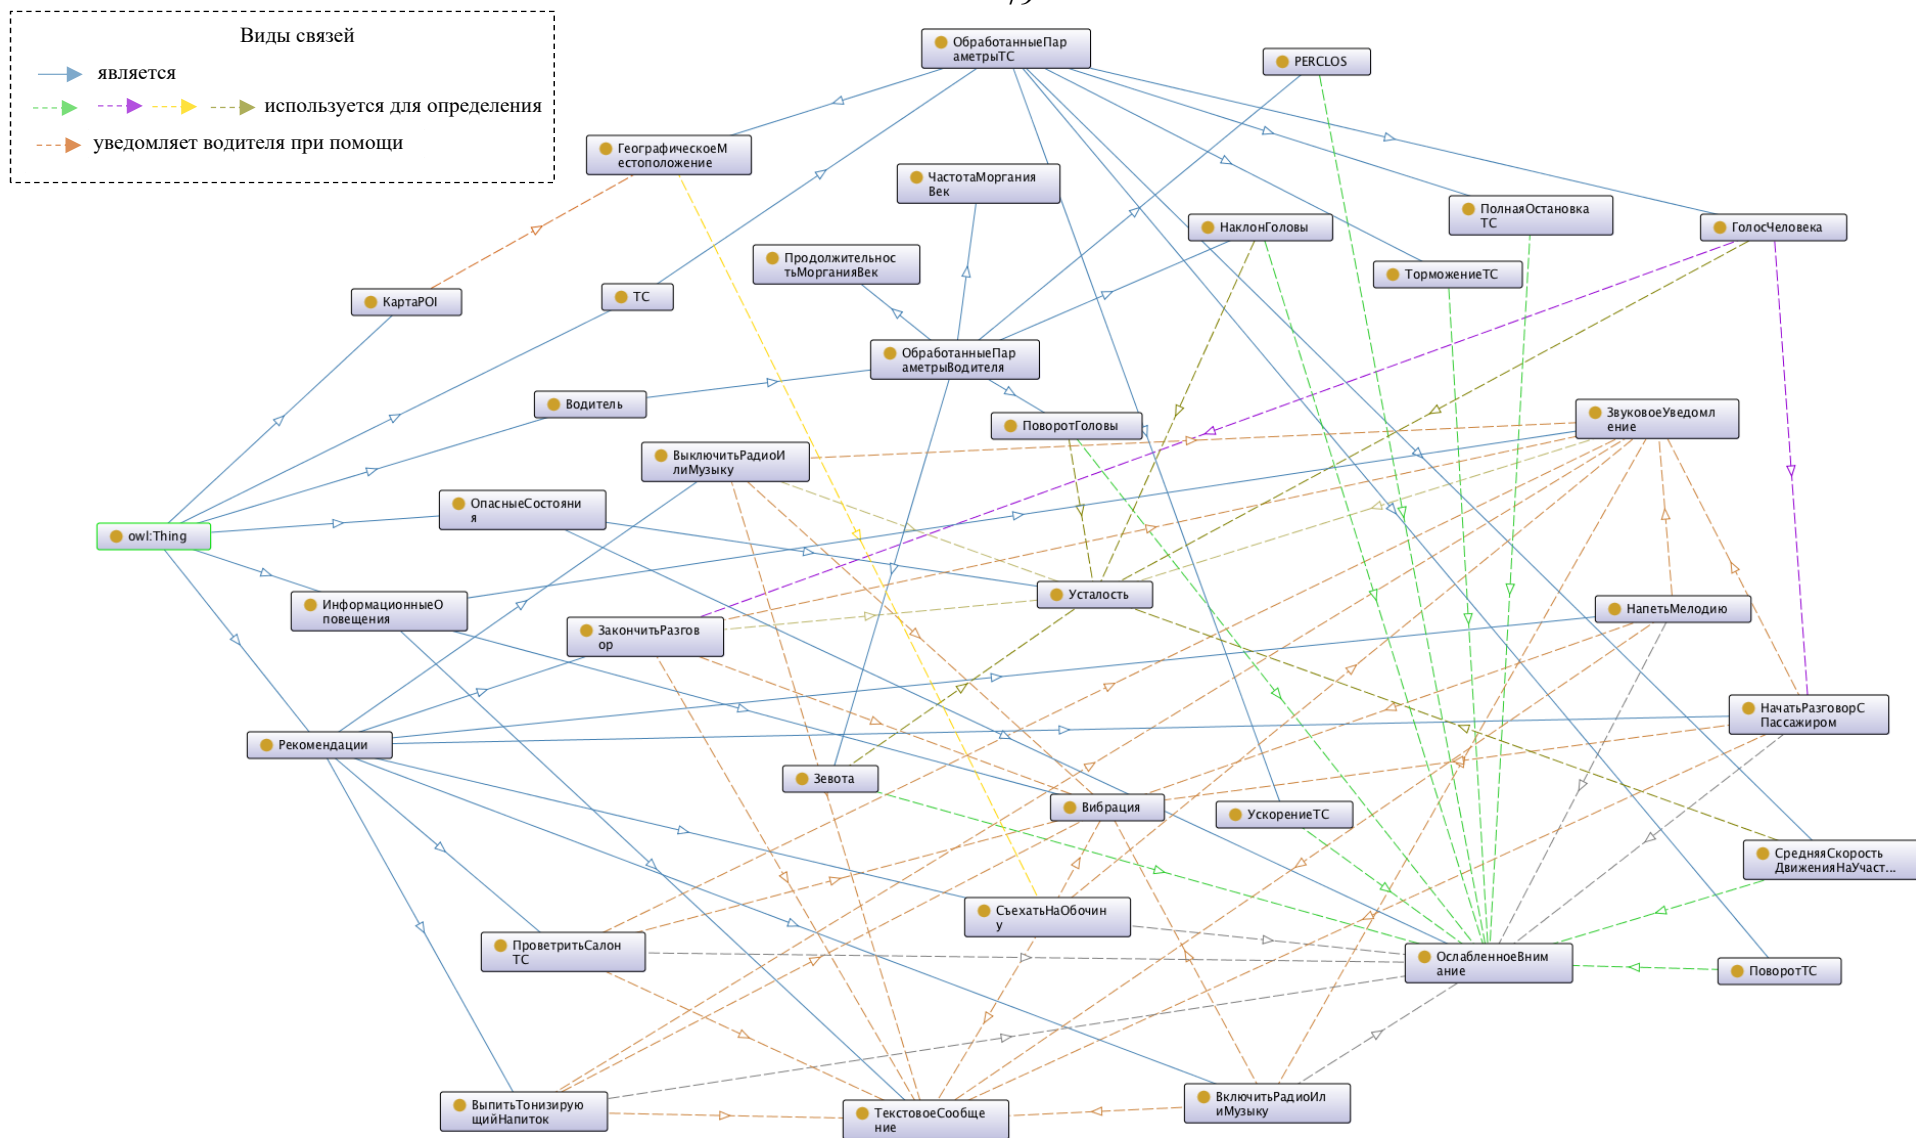 Виды связей
является
используется для определения
уведомляет водителя при помощи
ОбработанныеПар
аметрыТС
PERCLOS
ГеографическоеМ
естоположение
ЧастотаМоргания
Век
ПолнаяОстановка
ТС
НаклонГоловы
ГолосЧеловека
Продолжительнос
тьМорганияВек
ТорможениеТС
КартаPOI
ТС
ОбработанныеПар
аметрыВодителя
Водитель
ПоворотГоловы
ЗвуковоеУведомл
ение
ВыключитьРадиоИ
лиМузыку
ОпасныеСостояни
я
owl:Thing
Усталость
ИнформационныеО
повещения
НапетьМелодию
ЗакончитьРазгов
ор
НачатьРазговорС
Пассажиром
Рекомендации
Зевота
Вибрация
УскорениеТС
СредняяСкорость
ДвиженияНаУчаст...
СъехатьНаОбочин
у
ПроветритьСалон
ТС
ОслабленноеВним
ание
ПоворотТС
ВыпитьТонизирую
щийНапиток
ТекстовоеСообще
ние
ВключитьРадиоИл
иМузыку